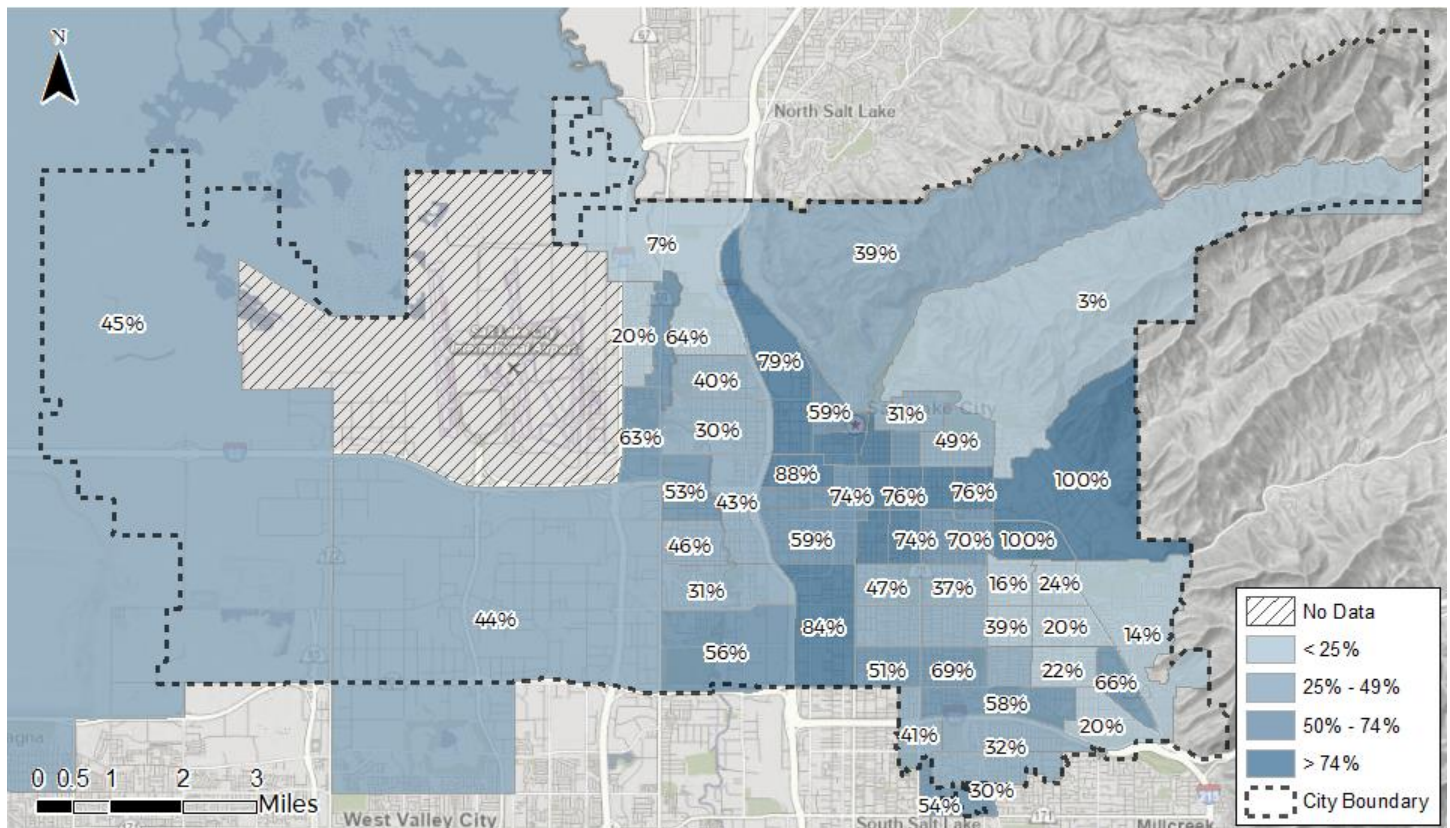 N
67
North Salt Lake
7%
39%
3%
45%
20% 64%
79%
40%
59% 31%
63% 30%
49%
88%
100%
53% 43% 74% 76% 76%
46% 59% 74% 70% 100%
31% 47% 37% 16% 24%
44% 84% 39% 20% 14%
56% 51% 69% 22% 66%
58%
41% 32% 20%
30%
54%
No Data
< 25%
25% - 49%
50% - 74%
> 74%
City Boundary
0 0.5 1 2 3
Miles
West Valley City
South Salt Lake
171
Millcreek
215